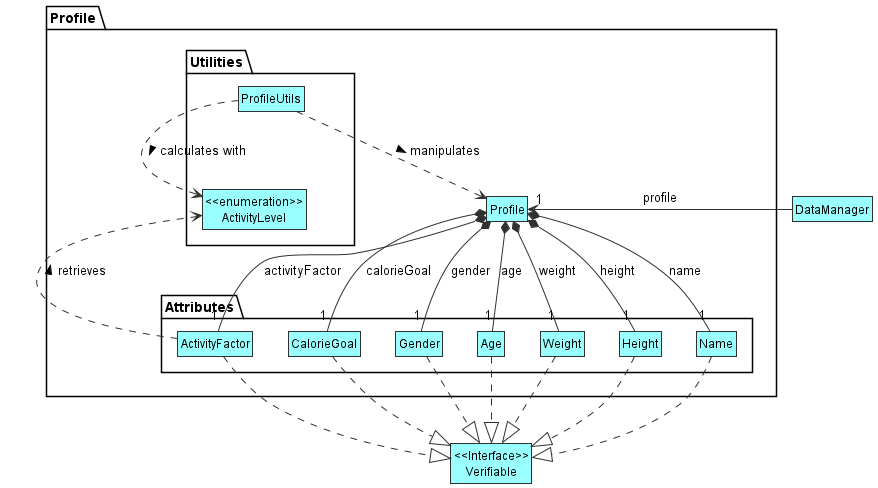 Profile
Utilities
ProfileUtils
calculates with
manipulates
<<enumeration>>
ActivityLevel
Profile
1
profile
DataManager
retrieves
activityFactor
calorieGoal
gender
age
weight
height
name
Attributes
1
1
1
1
1
1
1
ActivityFactor
CalorieGoal
Gender
Age
Weight
Height
Name
<<Interface>>
Verifiable